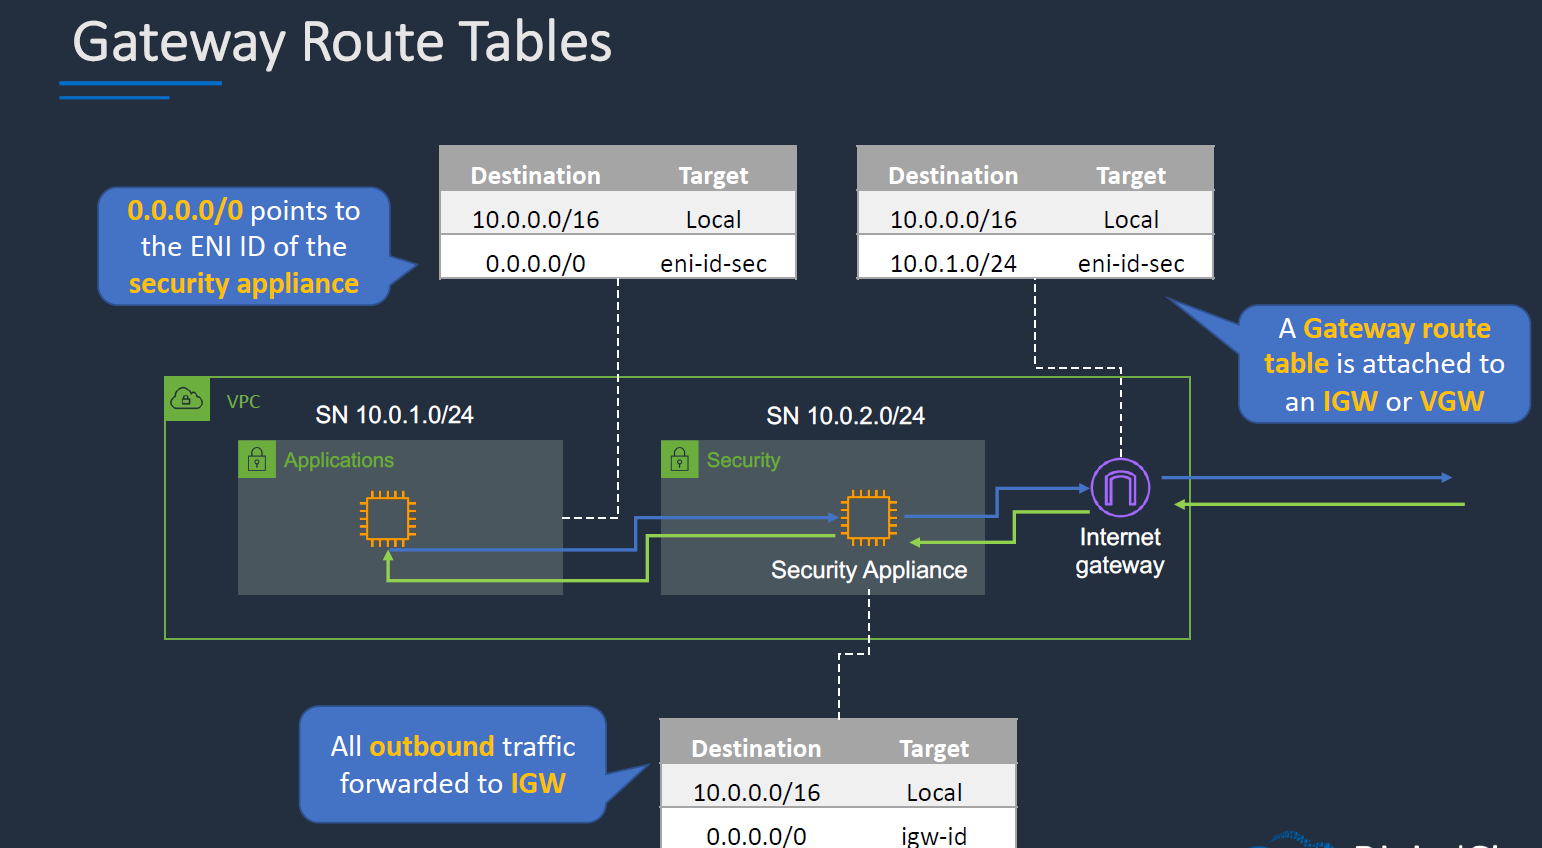 Gateway Route Tables
Destination Target
10.0.0.0/16 Local
0.0.0.0/0 eni-id-sec
Destination Target
10.0.0.0/16 Local
10.0.1.0/24 eni-id-sec
0.0.0.0/0 points to
the ENI ID of the
security appliance
A Gateway route
table is attached to
an IGW or VGW
VPC
SN 10.0.1.0/24
SN 10.0.2.0/24
Applications
Security
Security Appliance
Internet
gateway
All outbound traffic
forwarded to IGW
Destination Target
10.0.0.0/16 Local
0.0.0.0/0 igw-id